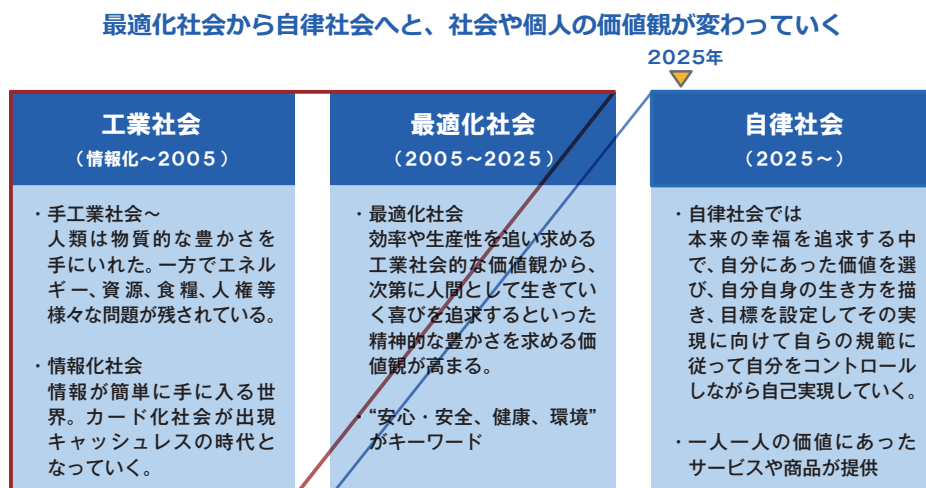 最適化社会から自律社会へと、社会や個人の価値観が変わっていく
2025年
工業社会
（情報化～2005）
・手工業社会～
人類は物質的な豊かさを
手にいれた。一方でエネル
ギー、資源、食糧、人権等
様々な問題が残されている。
・情報化社会
情報が簡単に手に入る世
界。カード化社会が出現
キャッシュレスの時代と
なっていく。
最適化社会
（2005～2025）
・最適化社会
効率や生産性を追い求める
工業社会的な価値観から、
次第に人間として生きてい
く喜びを追求するといった
精神的な豊かさを求める価
値観が高まる。
・“安心・安全、健康、環境”
がキーワード
自律社会
（2025～）
・自律社会では
本来の幸福を追求する中
で、自分にあった価値を選
び、自分自身の生き方を描
き、目標を設定してその実
現に向けて自らの規範に
従って自分をコントロール
しながら自己実現していく。
・一人一人の価値にあった
サービスや商品が提供